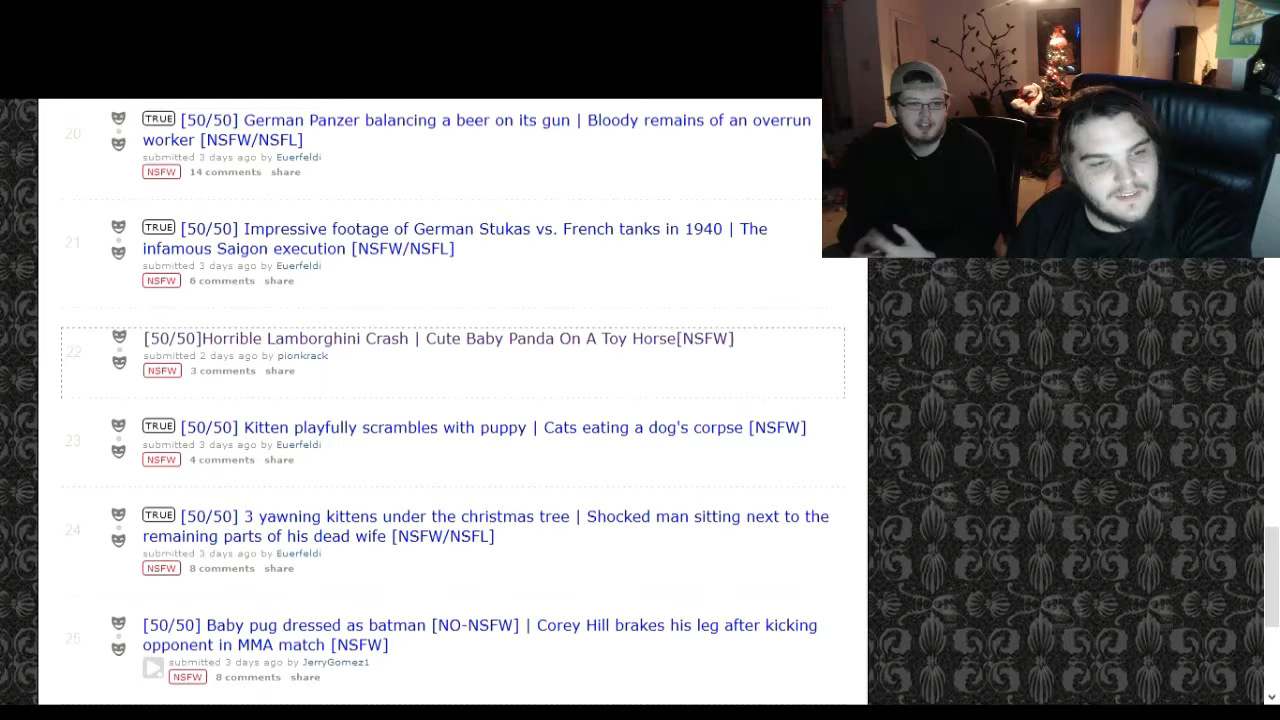 20
TRUE [50/50] German Panzer balancing a beer on its gun | Bloody remains of an overrun
worker [NSFW/NSFL]
submitted 3 days ago by Euerfeldi
NSFW 14 comments share
21
TRUE [50/50] Impressive footage of German Stukas vs. French tanks in 1940 | The
infamous Saigon execution [NSFW/NSFL]
submitted 3 days ago by Euerfeldi
NSFW 6 comments share
22
[50/50]Horrible Lamborghini Crash | Cute Baby Panda On A Toy Horse[NSFW]
submitted 2 days ago by pionkrack
NSFW 3 comments share
23
TRUE [50/50] Kitten playfully scrambles with puppy | Cats eating a dog's corpse [NSFW]
submitted 3 days ago by Euerfeldi
NSFW 4 comments share
24
TRUE [50/50] 3 yawning kittens under the christmas tree | Shocked man sitting next to the
remaining parts of his dead wife [NSFW/NSFL]
submitted 3 days ago by Euerfeldi
NSFW 8 comments share
25
[50/50] Baby pug dressed as batman [NO-NSFW] | Corey Hill brakes his leg after kicking
opponent in MMA match [NSFW]
submitted 3 days ago by JerryGomez1
NSFW 8 comments share